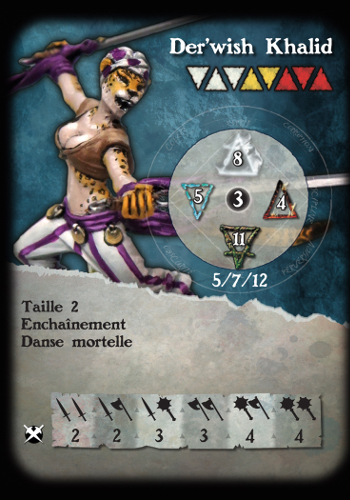 Der'wish Khalid
8
5 3 4
11
5/7/12
Taille 2
Enchaînement
Danse mortelle
2 2 3 3 4 4